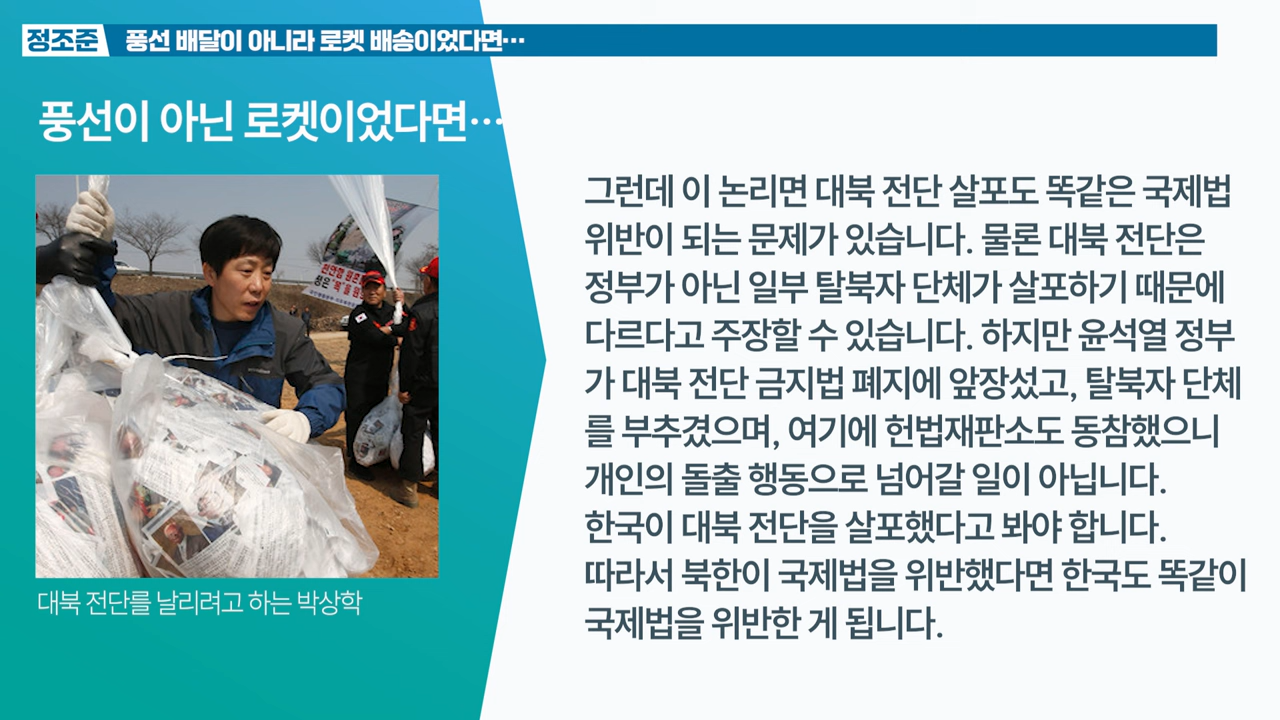 정조준
풍선 배달이 아니라 로켓 배송이었다면…
풍선이 아닌 로켓이었다면…
대북 전단를 날리려고 하는 박상학
그런데 이 논리면 대북 전단 살포도 똑같은 국제법
위반이 되는 문제가 있습니다. 물론 대북 전단은
정부가 아닌 일부 탈북자 단체가 살포하기 때문에
다르다고 주장할 수 있습니다. 하지만 윤석열 정부
가 대북 전단 금지법 폐지에 앞장섰고, 탈북자 단체
를 부추겼으며, 여기에 헌법재판소도 동참했으니
개인의 돌출 행동으로 넘어갈 일이 아닙니다.
한국이 대북 전단을 살포했다고 봐야 합니다.
따라서 북한이 국제법을 위반했다면 한국도 똑같이
국제법을 위반한 게 됩니다.